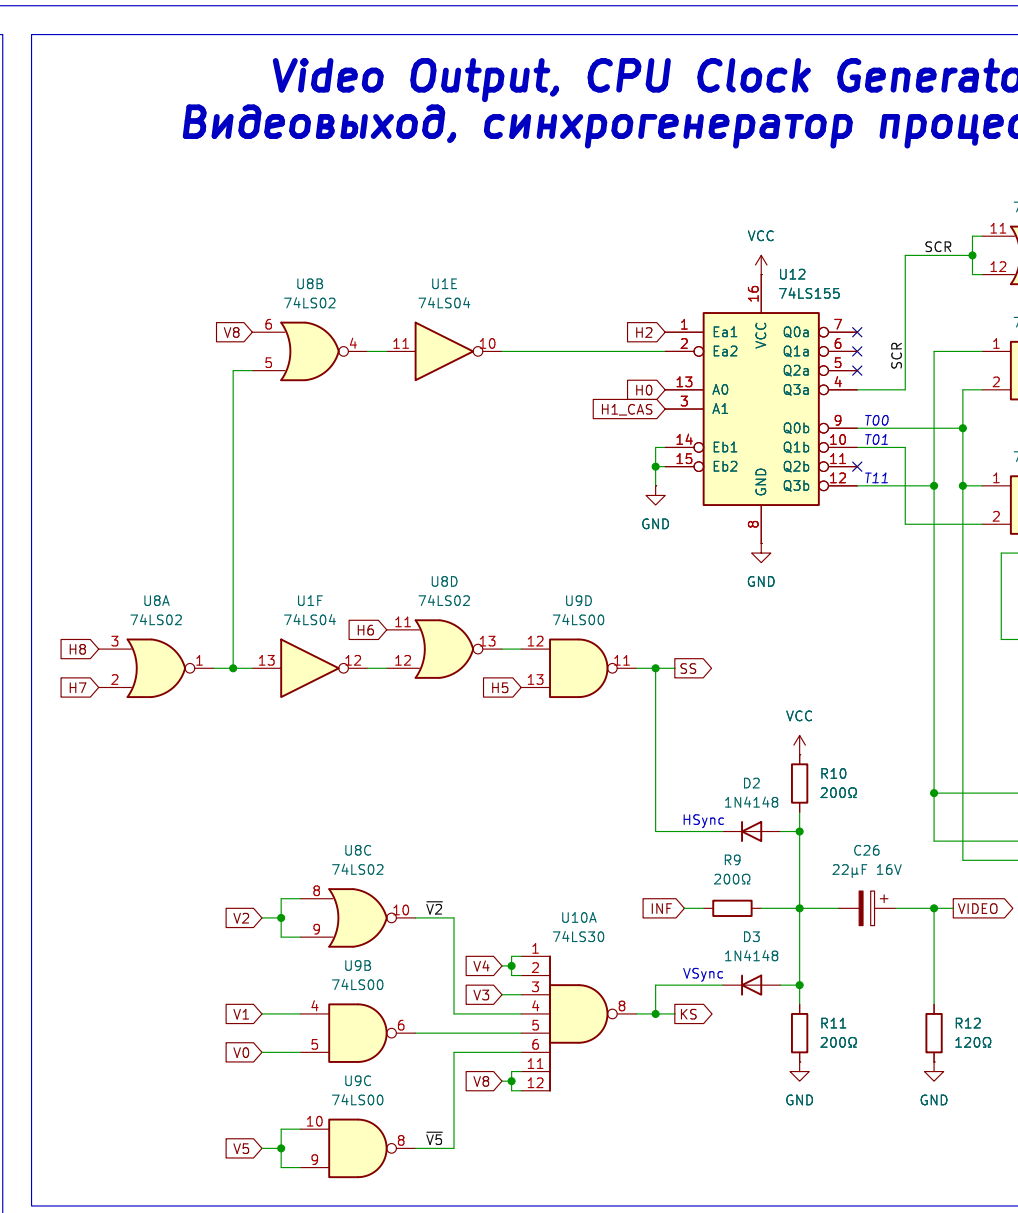 Video Output, CPU Clock Generato
Видеовыход, синхрогенератор процес
VCC
SCR
11
12
U8B
74LS02
U1E
74LS04
U12
74LS155
16
V8
6
5
4
11
10
H2
1
2
Ea1
Ea2
VCC
Q0a
Q1a
Q2a
Q3a
7
6
5
4
SCR
1
2
H0
H1_CAS
13
3
A0
A1
14
15
Eb1
Eb2
GND
Q0b
Q1b
Q2b
Q3b
9
10
11
12
T00
T01
T11
1
2
GND
8
GND
U8A
74LS02
U1F
74LS04
U8D
74LS02
U9D
74LS00
H8
3
H7
2
1
13
12
H6
11
12
13
12
H5
13
11
SS
VCC
R10
200Ω
D2
1N4148
HSync
R9
200Ω
INF
C26
22μF 16V
+
VIDEO
D3
1N4148
VSync
R11
200Ω
GND
R12
120Ω
GND
U8C
74LS02
V2
8
9
10
V2
U10A
74LS30
V4
1
2
V3
3
4
5
6
V8
11
12
8
KS
U9B
74LS00
V1
4
V0
5
6
U9C
74LS00
V5
10
9
8
V5